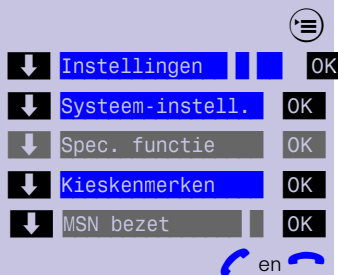 Instellingen OK
Systeem-instell. OK
Spec. functie OK
Kieskenmerken OK
MSN bezet OK
en